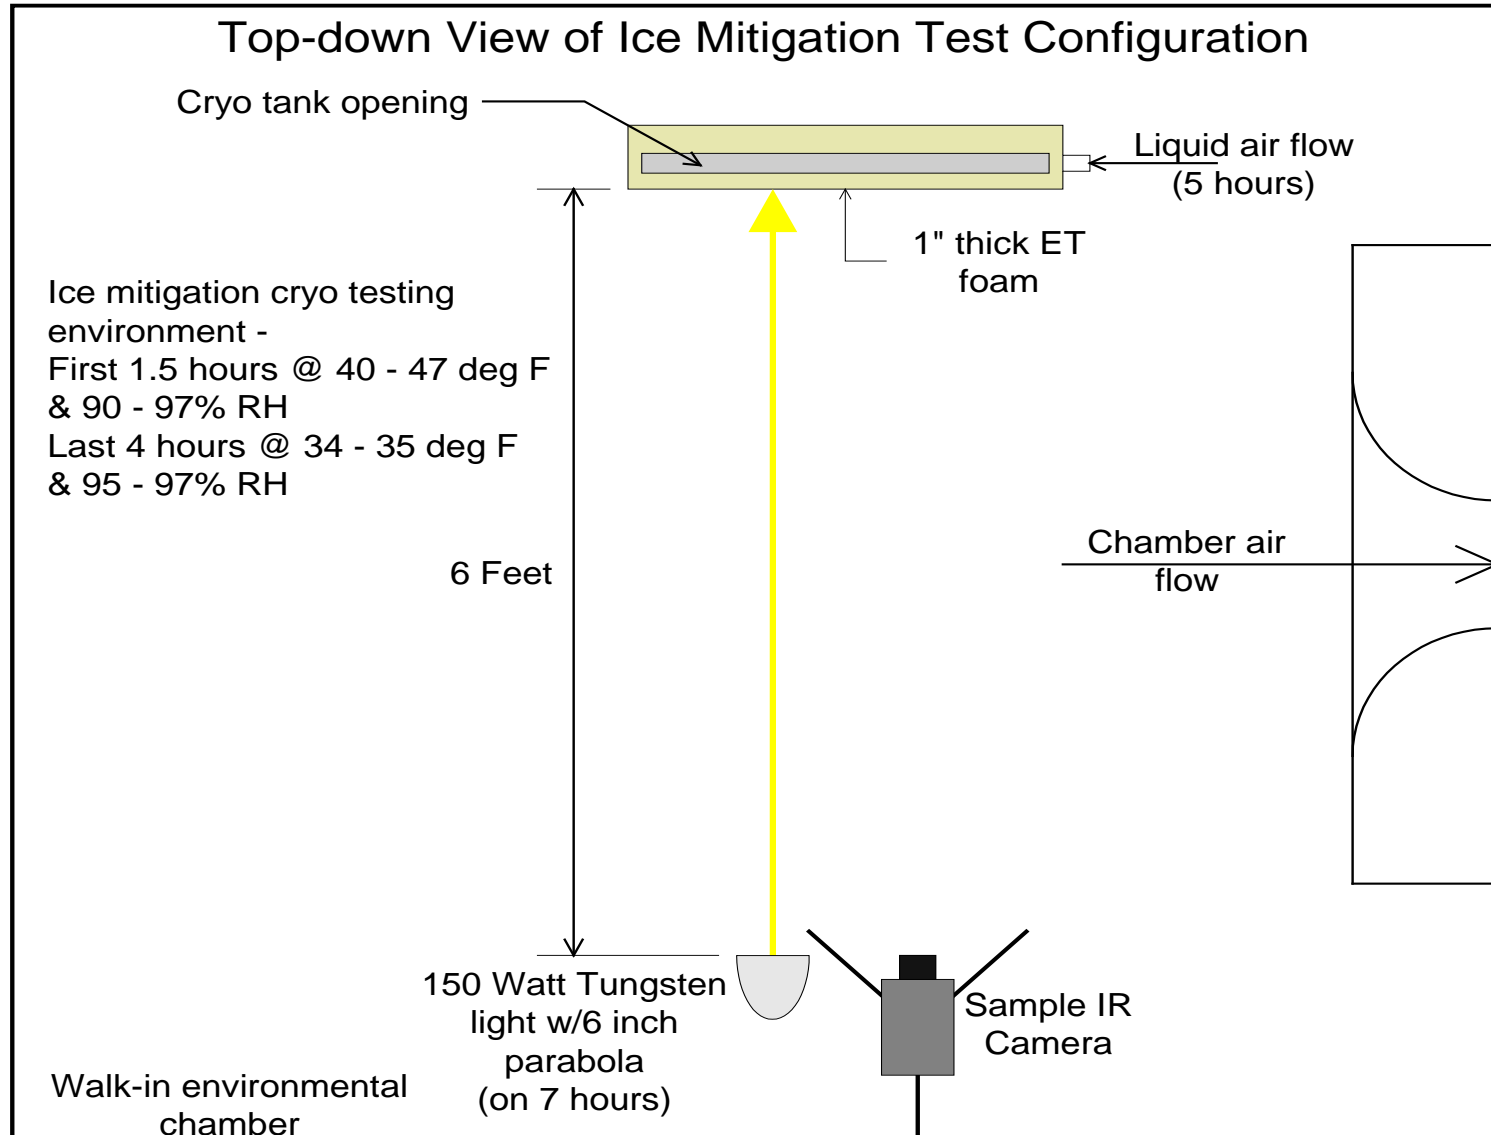 Top-down View of Ice Mitigation Test Configuration
Cryo tank opening
Liquid air flow
(5 hours)
1" thick ET
foam
Ice mitigation cryo testing
environment -
First 1.5 hours @ 40 - 47 deg F
& 90 - 97% RH
Last 4 hours @ 34 - 35 deg F
& 95 - 97% RH
6 Feet
Chamber air
flow
150 Watt Tungsten
light w/6 inch
parabola
(on 7 hours)
Sample IR
Camera
Walk-in environmental
chamber